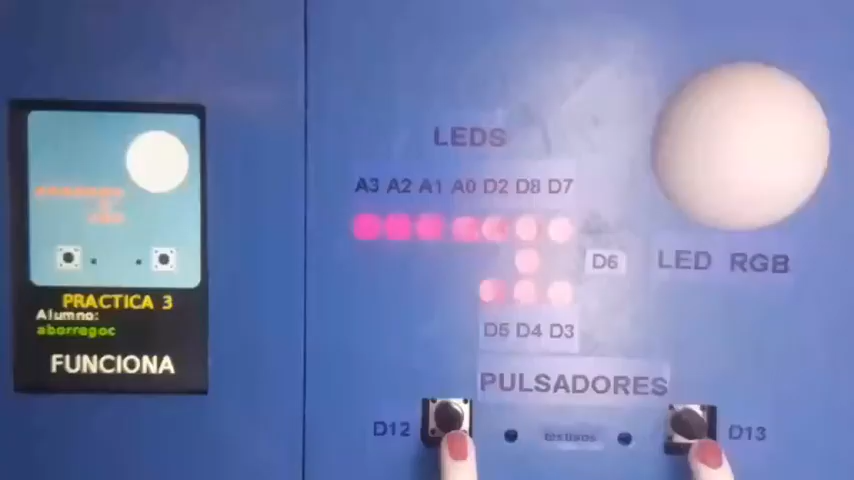 PRACTICA 3
Alumno:
aborregoc
FUNCIONA
LEDS
A3 A2 A1 A0 D2 D8 D7
D6
LED RGB
D5 D4 D3
PULSADORES
D12
testigos
D13